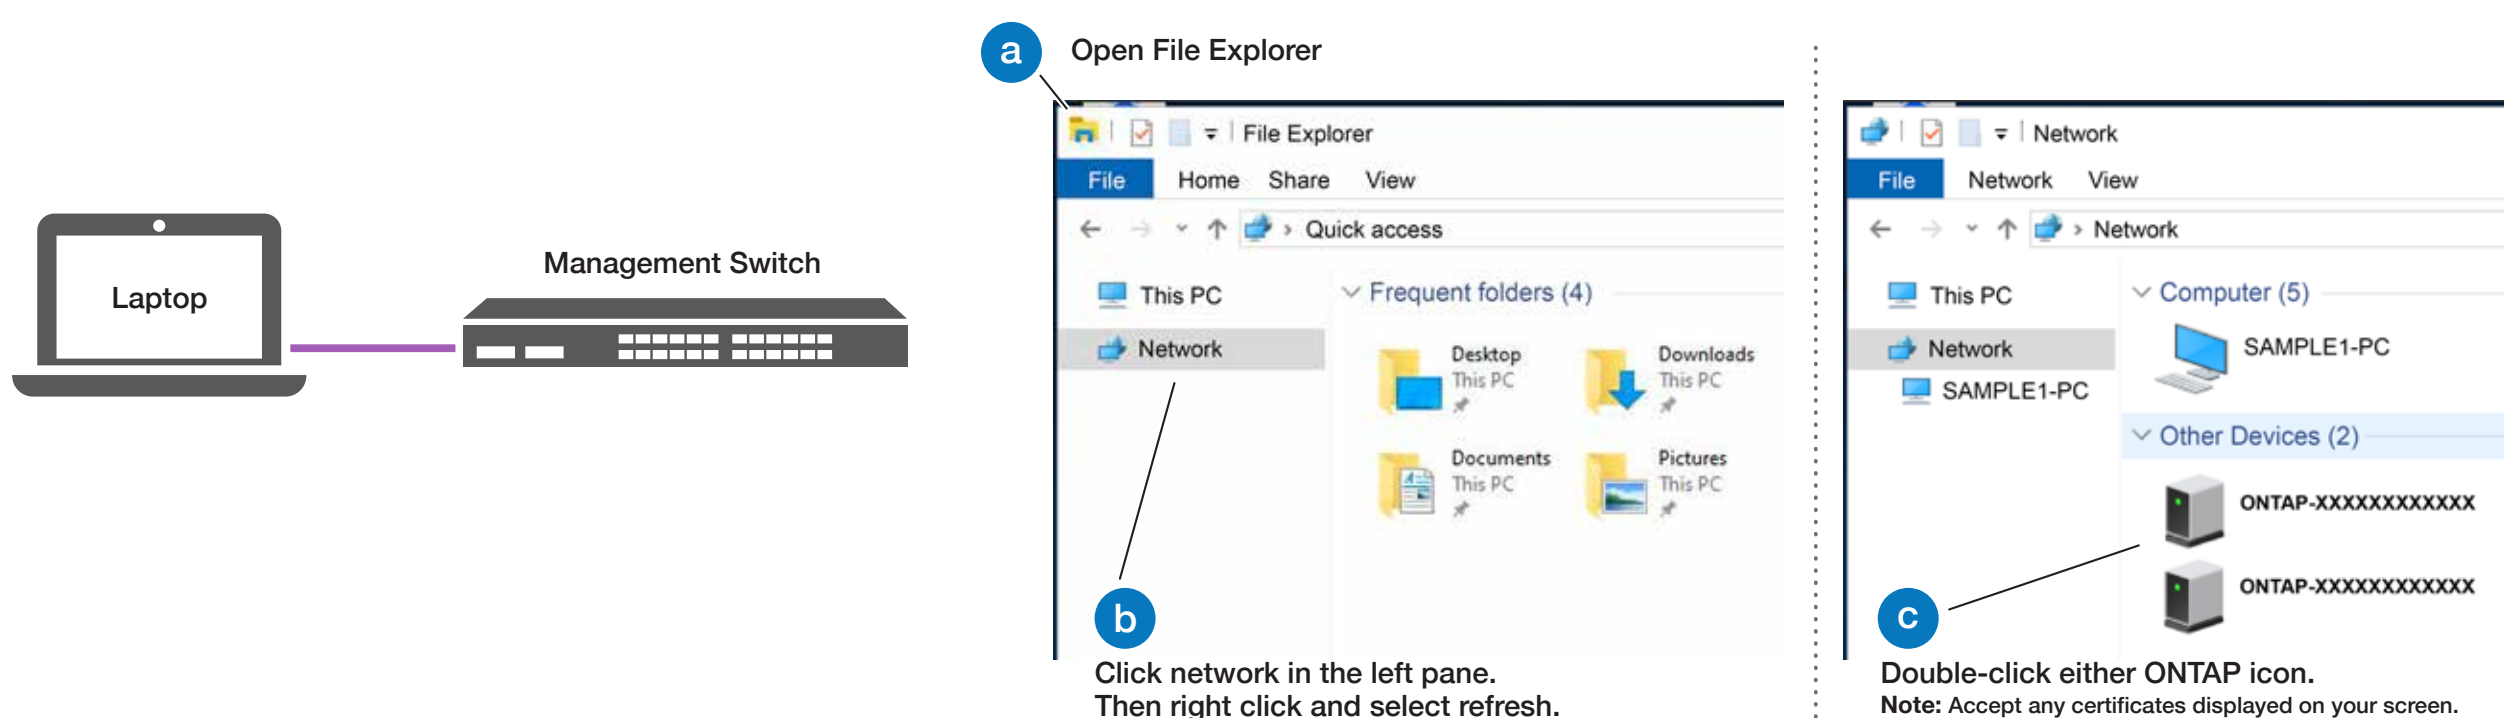 Laptop
Management Switch
a
Open File Explorer
File Explorer
File Home Share View
Quick access
This PC
Network
Frequent folders (4)
Desktop
This PC
Downloads
This PC
Documents
This PC
Pictures
This PC
b
Click network in the left pane.
Then right click and select refresh.
Network
File Network View
Network
This PC
Network
SAMPLE1-PC
Computer (5)
SAMPLE1-PC
Other Devices (2)
ONTAP-XXXXXXXXXXXX
ONTAP-XXXXXXXXXXXX
c
Double-click either ONTAP icon.
Note: Accept any certificates displayed on your screen.